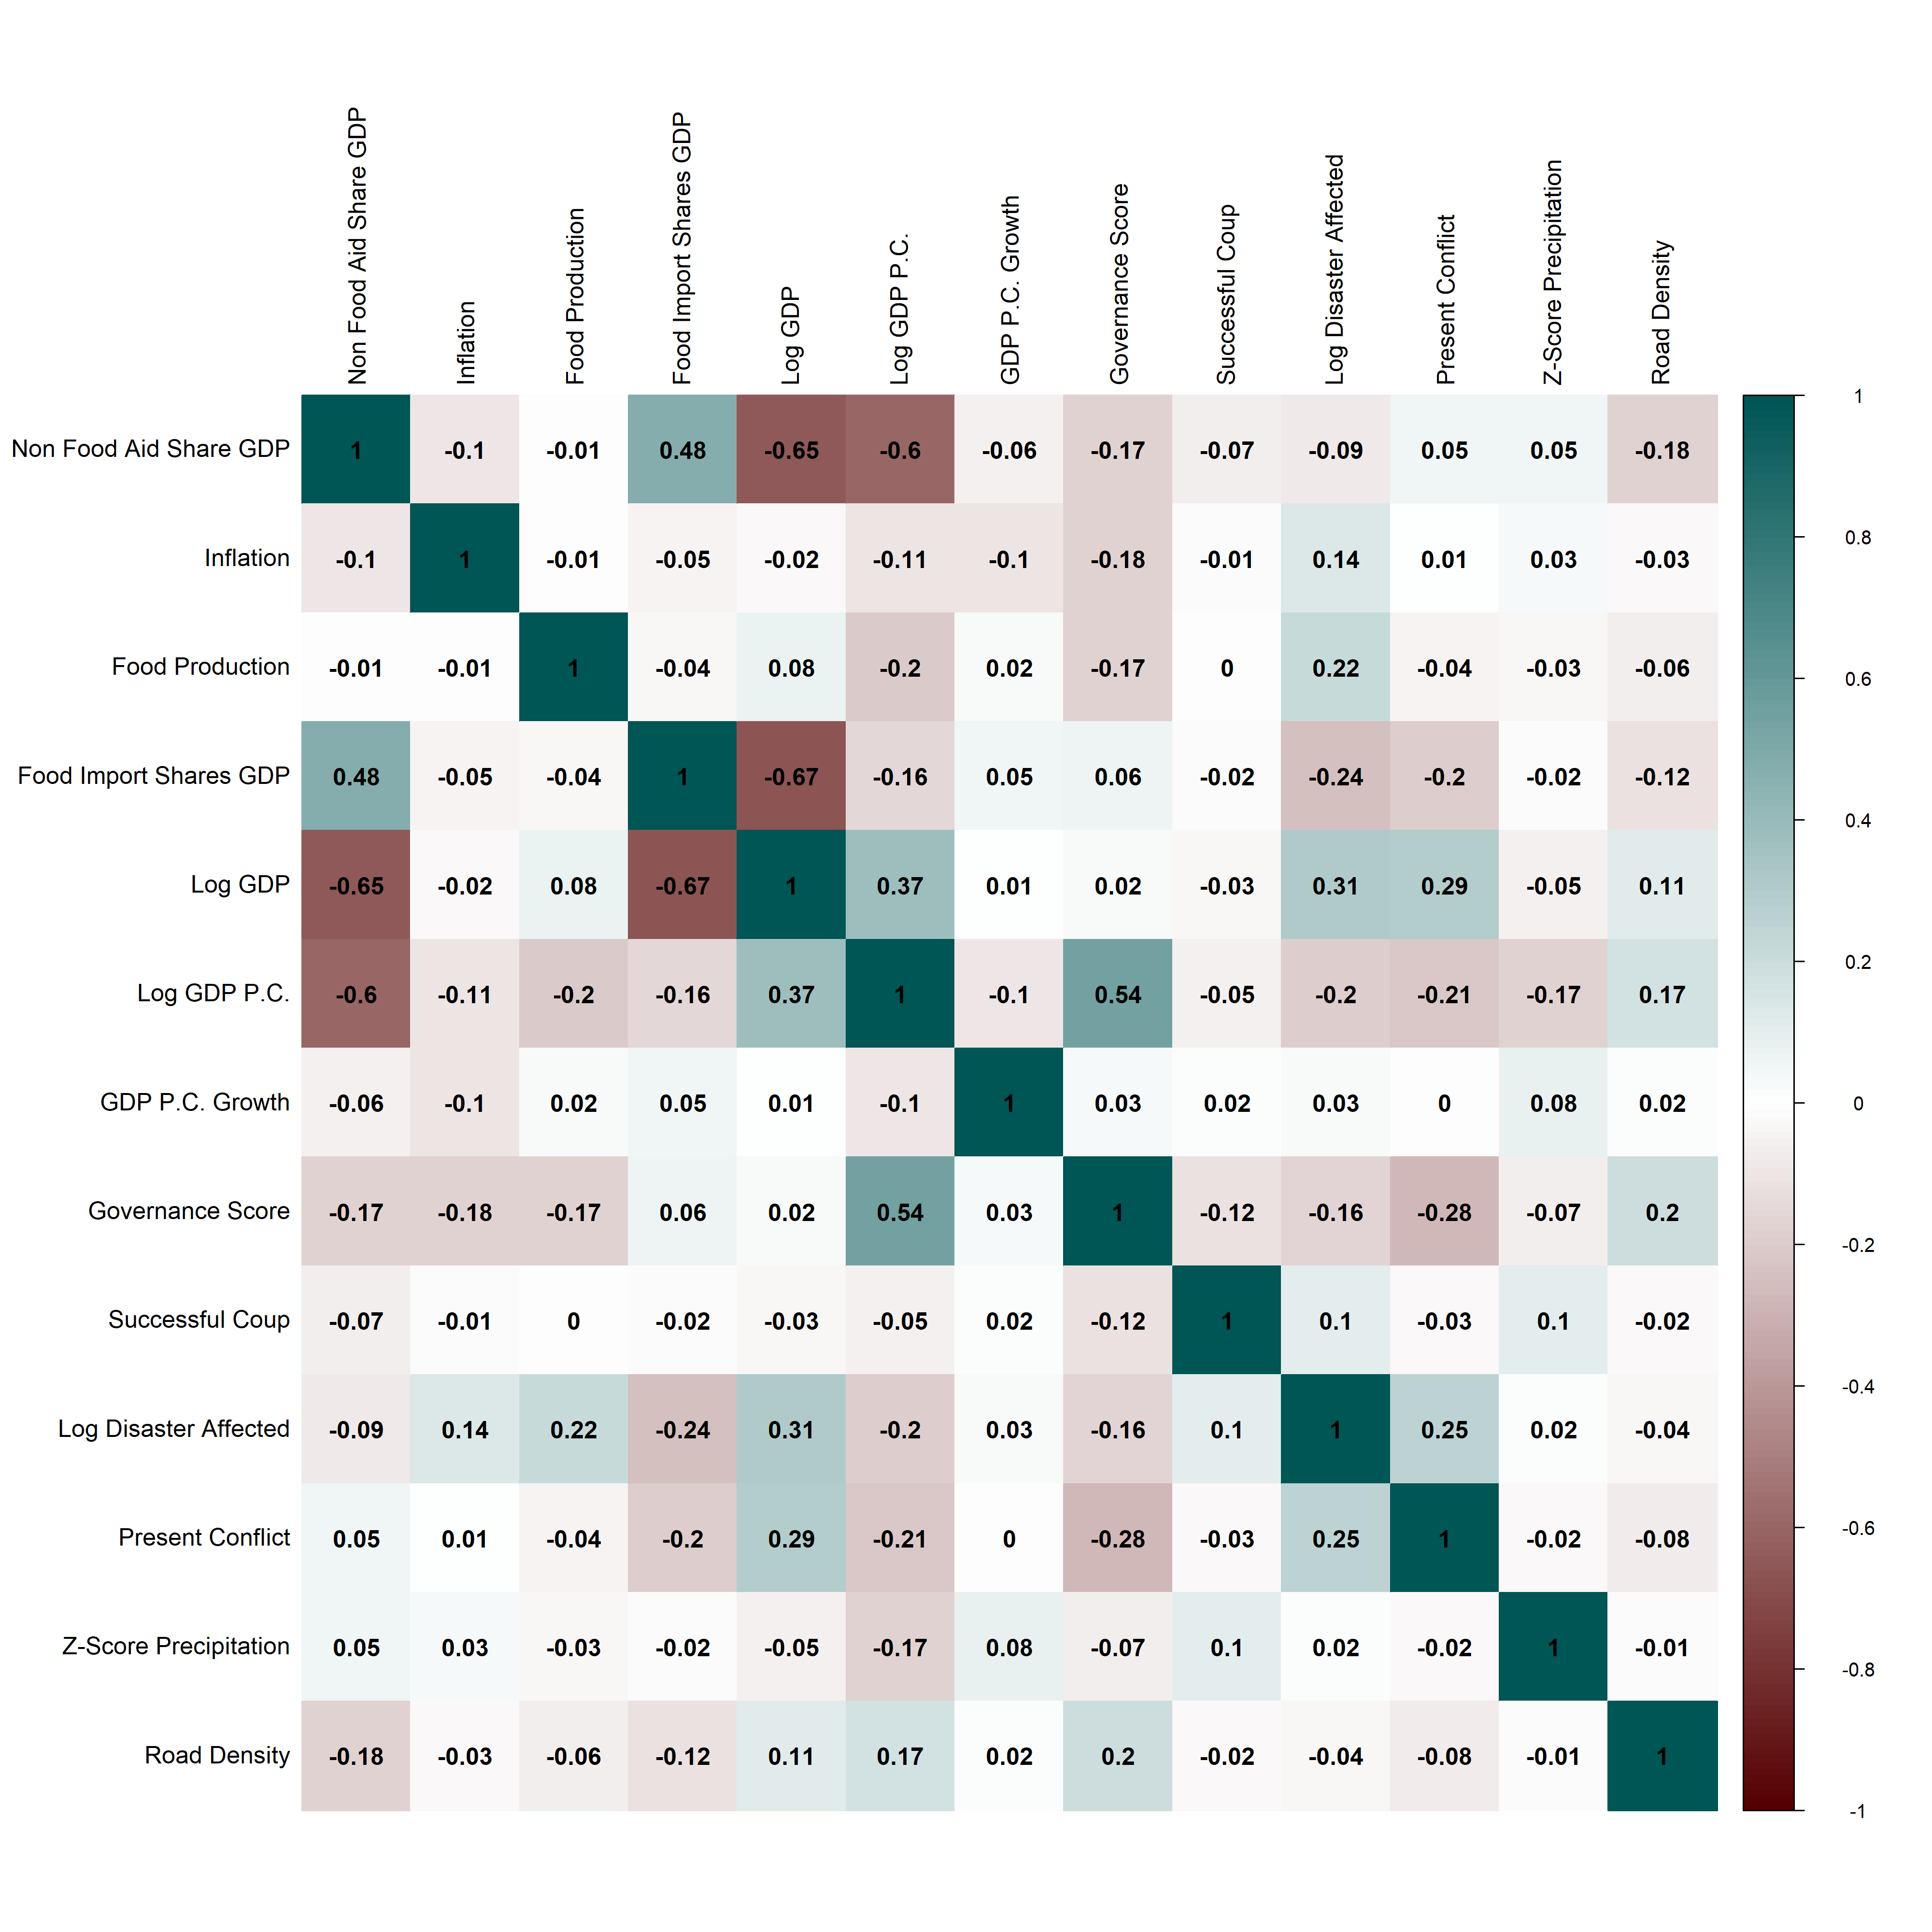 Non Food Aid Share GDP
Inflation
Food Production
Food Import Shares GDP
Log GDP
Log GDP P.C.
GDP P.C. Growth
Governance Score
Successful Coup
Log Disaster Affected
Present Conflict
Z-Score Precipitation
Road Density
Non Food Aid Share GDP 1 -0.1 -0.01 0.48 -0.65 -0.6 -0.06 -0.17 -0.07 -0.09 0.05 0.05 -0.18
Inflation -0.1 1 -0.01 -0.05 -0.02 -0.11 -0.1 -0.18 -0.01 0.14 0.01 0.03 -0.03
Food Production -0.01 -0.01 1 -0.04 0.08 -0.2 0.02 -0.17 0 0.22 -0.04 -0.03 -0.06
Food Import Shares GDP 0.48 -0.05 -0.04 1 -0.67 -0.16 0.05 0.06 -0.02 -0.24 -0.2 -0.02 -0.12
Log GDP -0.65 -0.02 0.08 -0.67 1 0.37 0.01 0.02 -0.03 0.31 0.29 -0.05 0.11
Log GDP P.C. -0.6 -0.11 -0.2 -0.16 0.37 1 -0.1 0.54 -0.05 -0.2 -0.21 -0.17 0.17
GDP P.C. Growth -0.06 -0.1 0.02 0.05 0.01 -0.1 1 0.03 0.02 0.03 0 0.08 0.02
Governance Score -0.17 -0.18 -0.17 0.06 0.02 0.54 0.03 1 -0.12 -0.16 -0.28 -0.07 0.2
Successful Coup -0.07 -0.01 0 -0.02 -0.03 -0.05 0.02 -0.12 1 0.1 -0.03 0.1 -0.02
Log Disaster Affected -0.09 0.14 0.22 -0.24 0.31 -0.2 0.03 -0.16 0.1 1 0.25 0.02 -0.04
Present Conflict 0.05 0.01 -0.04 -0.2 0.29 -0.21 0 -0.28 -0.03 0.25 1 -0.02 -0.08
Z-Score Precipitation 0.05 0.03 -0.03 -0.02 -0.05 -0.17 0.08 -0.07 0.1 0.02 -0.02 1 -0.01
Road Density -0.18 -0.03 -0.06 -0.12 0.11 0.17 0.02 0.2 -0.02 -0.04 -0.08 -0.01 1
1
0.8
0.6
0.4
0.2
0
-0.2
-0.4
-0.6
-0.8
-1